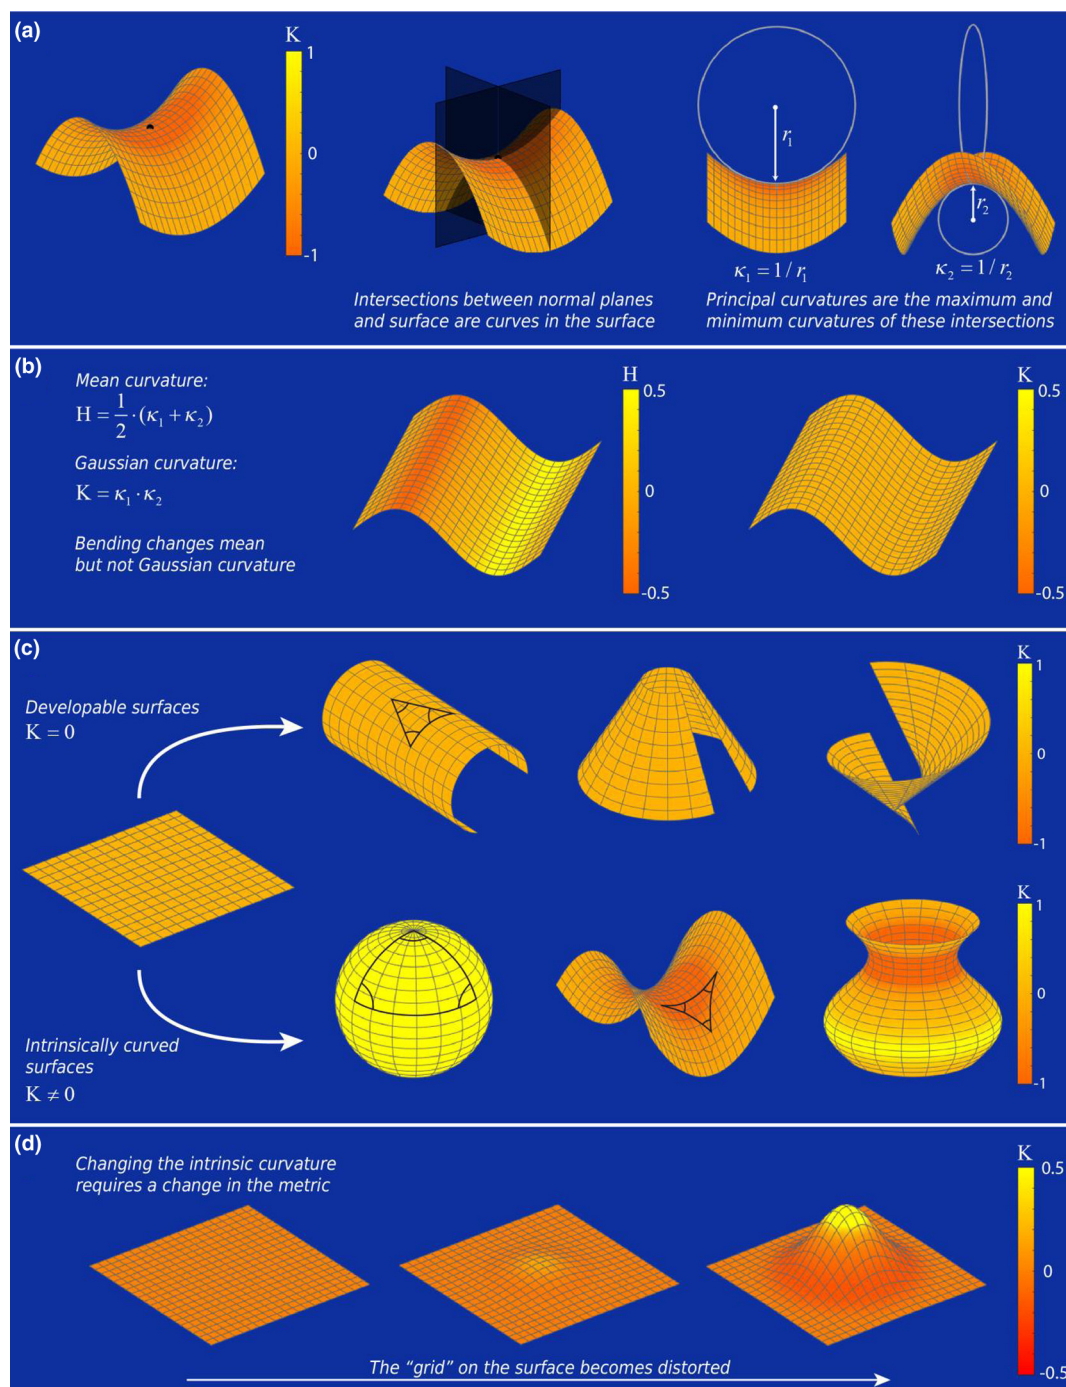 (a)
K
1
0
-1
r₁
r₂
κ₁ = 1 / r₁
κ₂ = 1 / r₂
Intersections between normal planes
and surface are curves in the surface
Principal curvatures are the maximum and
minimum curvatures of these intersections
(b)
Mean curvature:
H = 1/2 · (κ₁ + κ₂)
Gaussian curvature:
K = κ₁ · κ₂
Bending changes mean
but not Gaussian curvature
H
0.5
0
-0.5
K
0.5
0
-0.5
(c)
Developable surfaces
K = 0
K
1
0
-1
Intrinsically curved
surfaces
K ≠ 0
K
1
0
-1
(d)
Changing the intrinsic curvature
requires a change in the metric
K
0.5
0
-0.5
The “grid” on the surface becomes distorted